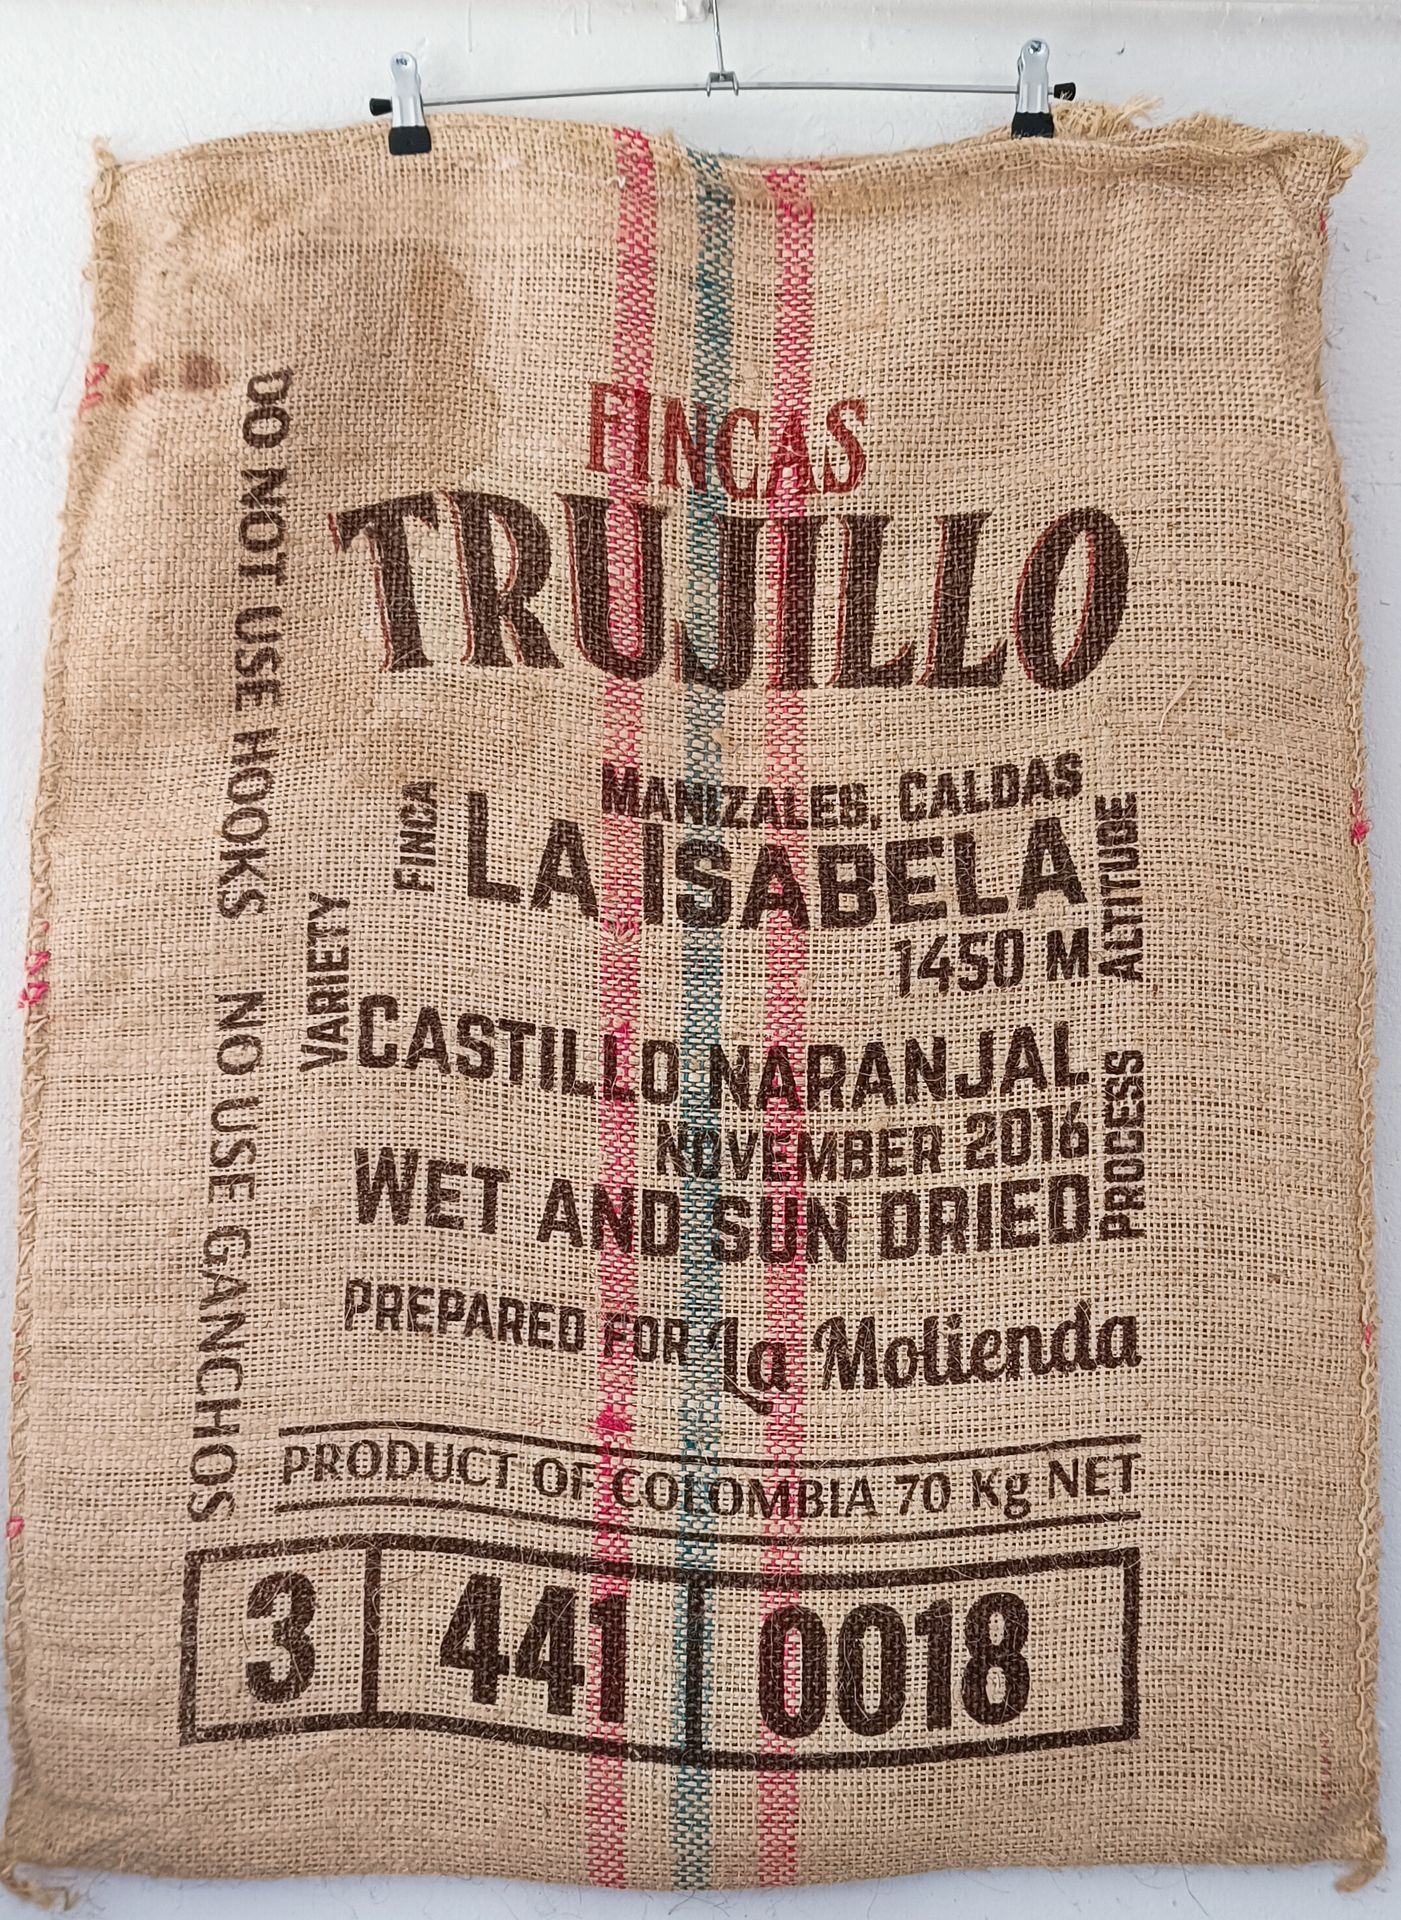 FINCAS
TRUJILLO
MANIZALES, CALDAS
FINCA
LA ISABELA
1450 M
ALTITUDE
VARIETY
CASTILLO NARANJAL
NOVEMBER 2016
WET AND SUN DRIED
PROCESS
PREPARED FOR La Molienda
PRODUCT OF COLOMBIA 70 Kg NET
3 441 0018
DO NOT USE HOOKS NO USE GANCHOS